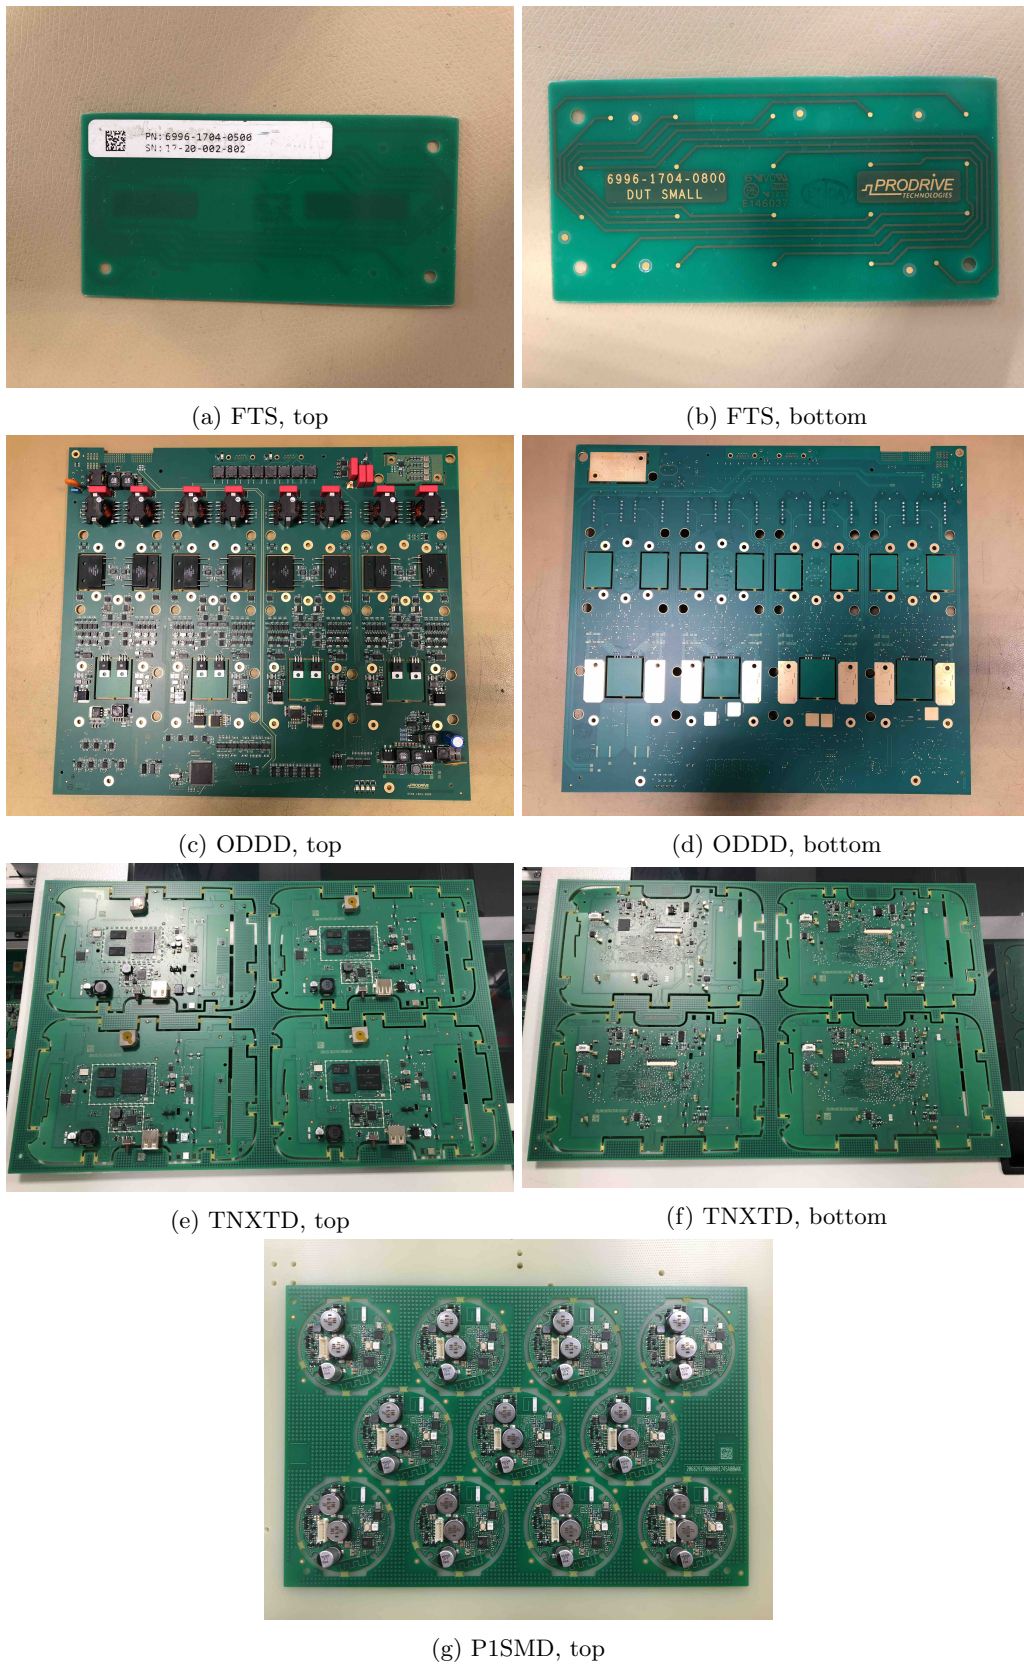 PN: 6996-1704-0500
SN: 17-20-002-802
6996-1704-0800
DUT SMALL
E146037
PRODRIVE
TECHNOLOGIES
(a) FTS, top
(b) FTS, bottom
(c) ODDD, top
(d) ODDD, bottom
(e) TNXTD, top
(f) TNXTD, bottom
(g) P1SMD, top